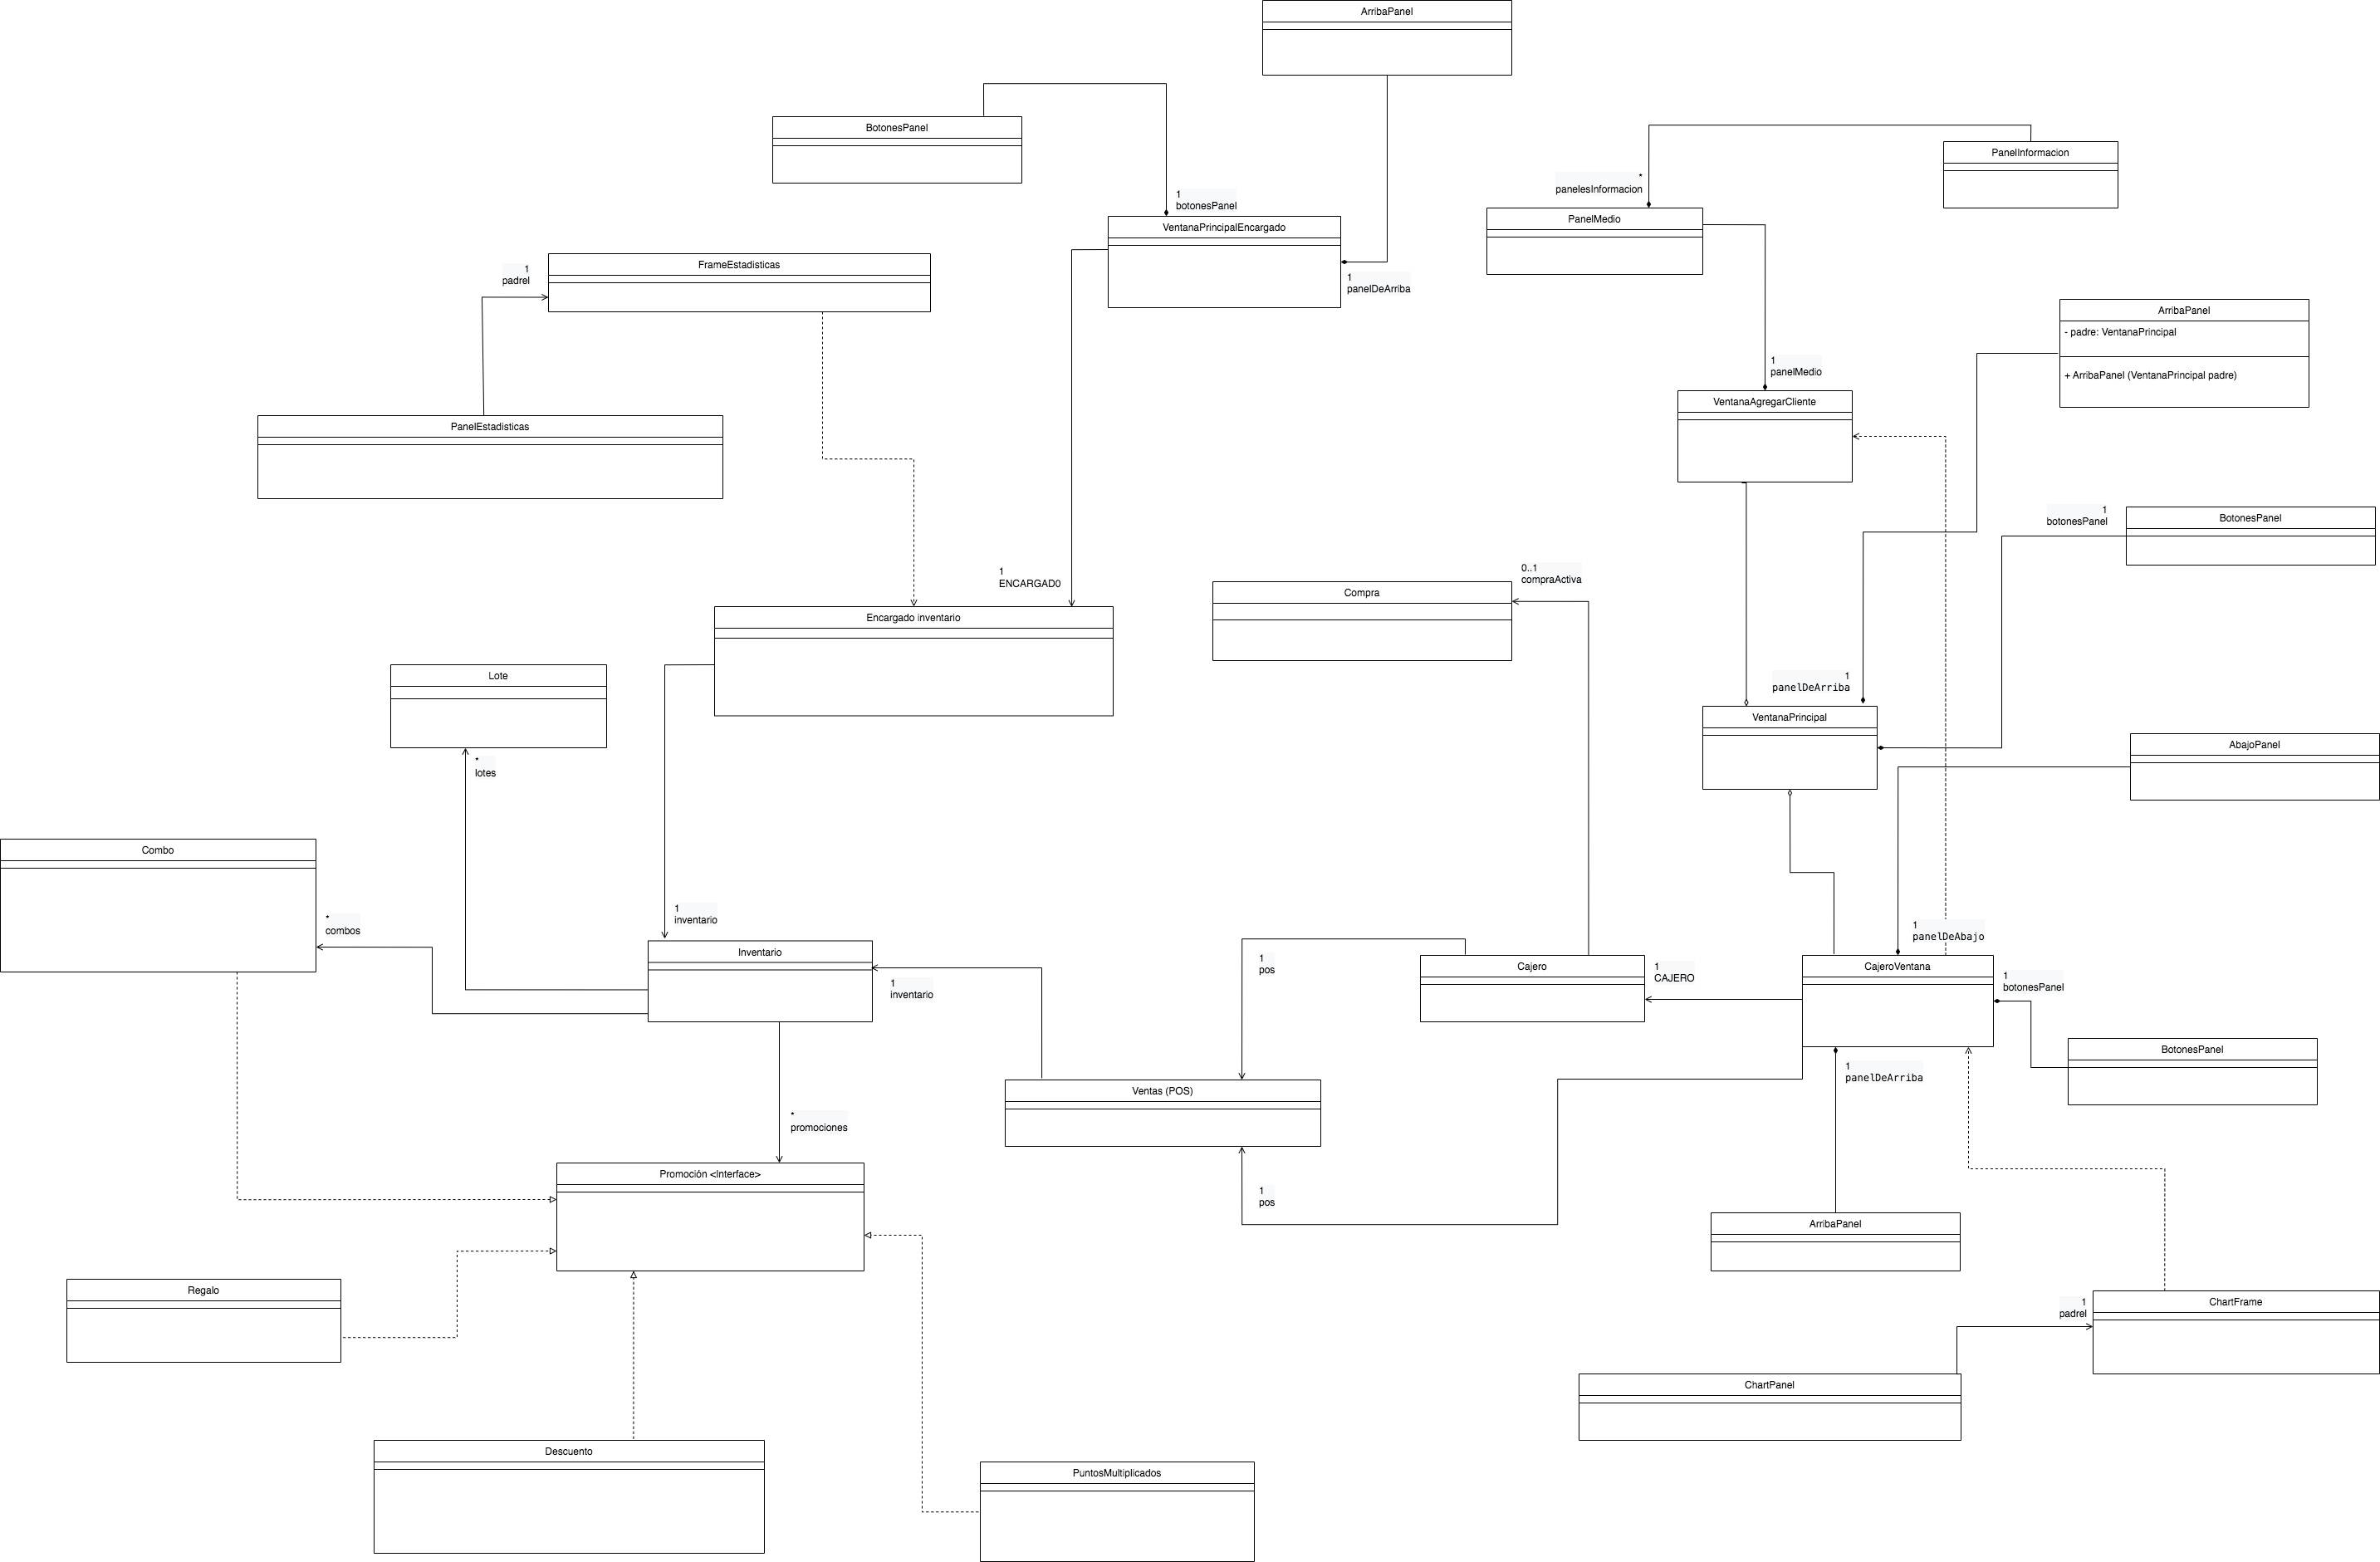 ArribaPanel
BotonesPanel
PanelInformacion
*
panelesInformacion
1
botonesPanel
PanelMedio
VentanaPrincipalEncargado
FrameEstadisticas
1
padrel
1
panelDeArriba
ArribaPanel
- padre: VentanaPrincipal
+ ArribaPanel (VentanaPrincipal padre)
1
panelMedio
VentanaAgregarCliente
PanelEstadisticas
1
botonesPanel
BotonesPanel
1
ENCARGAD0
0..1
compraActiva
Compra
Encargado inventario
Lote
1
panelDeArriba
VentanaPrincipal
AbajoPanel
*
lotes
Combo
*
combos
1
inventario
1
panelDeAbajo
Inventario
1
pos
Cajero
1
CAJERO
CajeroVentana
1
botonesPanel
1
inventario
BotonesPanel
1
panelDeArriba
Ventas (POS)
*
promociones
Promoción <Interface>
1
pos
ArribaPanel
Regalo
1
padrel
ChartFrame
ChartPanel
Descuento
PuntosMultiplicados